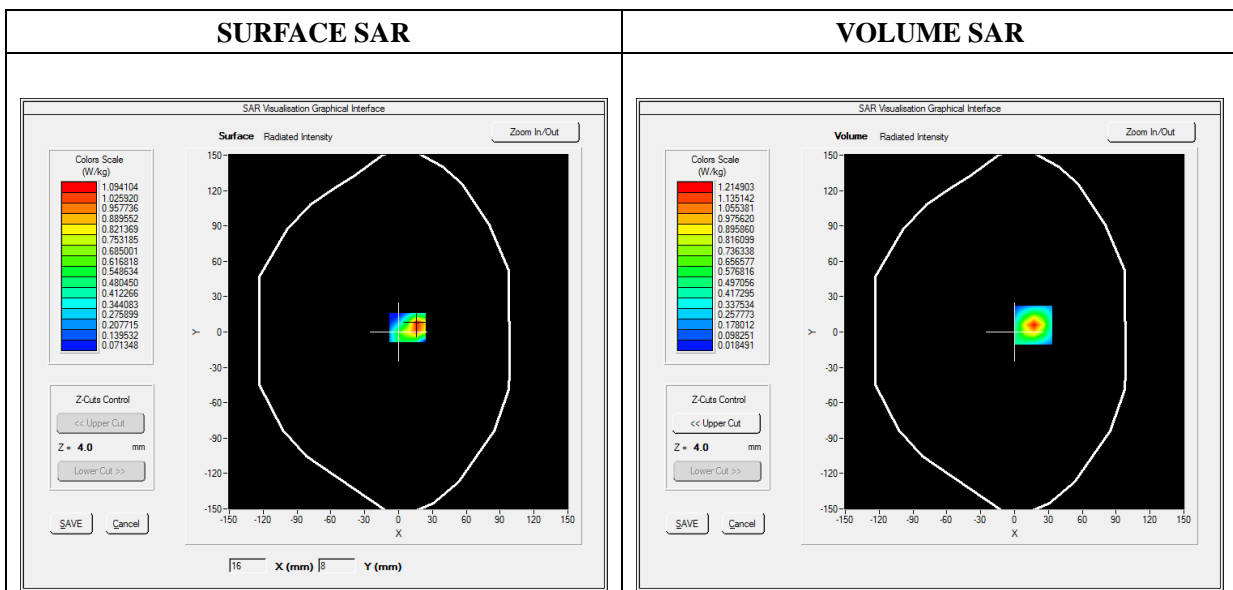 SURFACE SAR
VOLUME SAR
SAR Visualisation Graphical Interface
Surface Radiated Intensity
Zoom In/Out
Colors Scale
(W/kg)
1.094104
1.025920
0.957736
0.889552
0.821369
0.753185
0.685001
0.616818
0.548634
0.480450
0.412266
0.344083
0.275899
0.207715
0.139532
0.071348
Z-Cuts Control
<< Upper Cut
Z = 4.0 mm
Lower Cut >>
SAVE Cancel
150
120
90
60
30
0
-30
-60
-90
-120
-150
Y
-150 -120 -90 -60 -30 0 30 60 90 120 150
X
16 X (mm) 8 Y (mm)
SAR Visualisation Graphical Interface
Volume Radiated Intensity
Zoom In/Out
Colors Scale
(W/kg)
1.214903
1.135142
1.055381
0.975620
0.895860
0.816099
0.736338
0.656577
0.576816
0.497056
0.417295
0.337534
0.257773
0.178012
0.098251
0.018491
Z-Cuts Control
<< Upper Cut
Z = 4.0 mm
Lower Cut >>
SAVE Cancel
150
120
90
60
30
0
-30
-60
-90
-120
-150
Y
-150 -120 -90 -60 -30 0 30 60 90 120 150
X